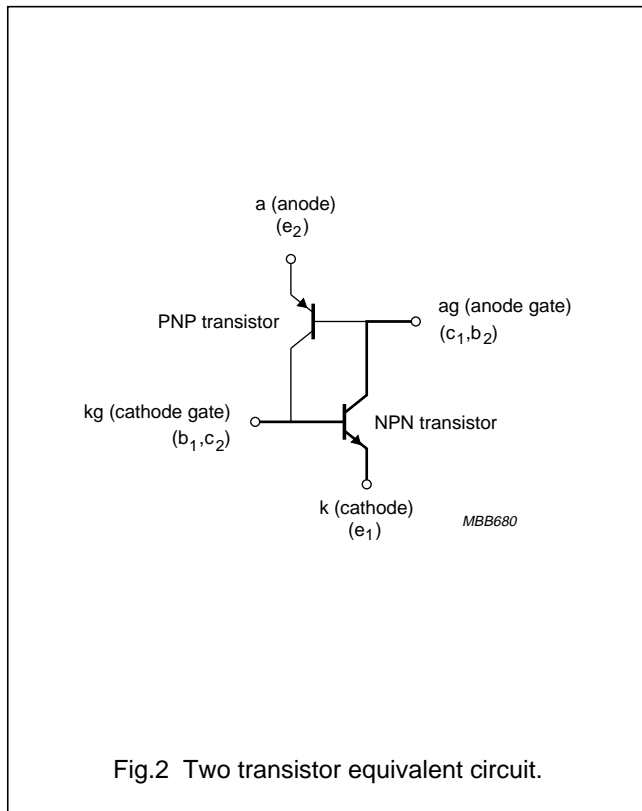 a (anode)
(e2)
PNP transistor
ag (anode gate)
(c1,b2)
kg (cathode gate)
(b1,c2)
NPN transistor
k (cathode)
(e1)
MBB680
Fig.2 Two transistor equivalent circuit.